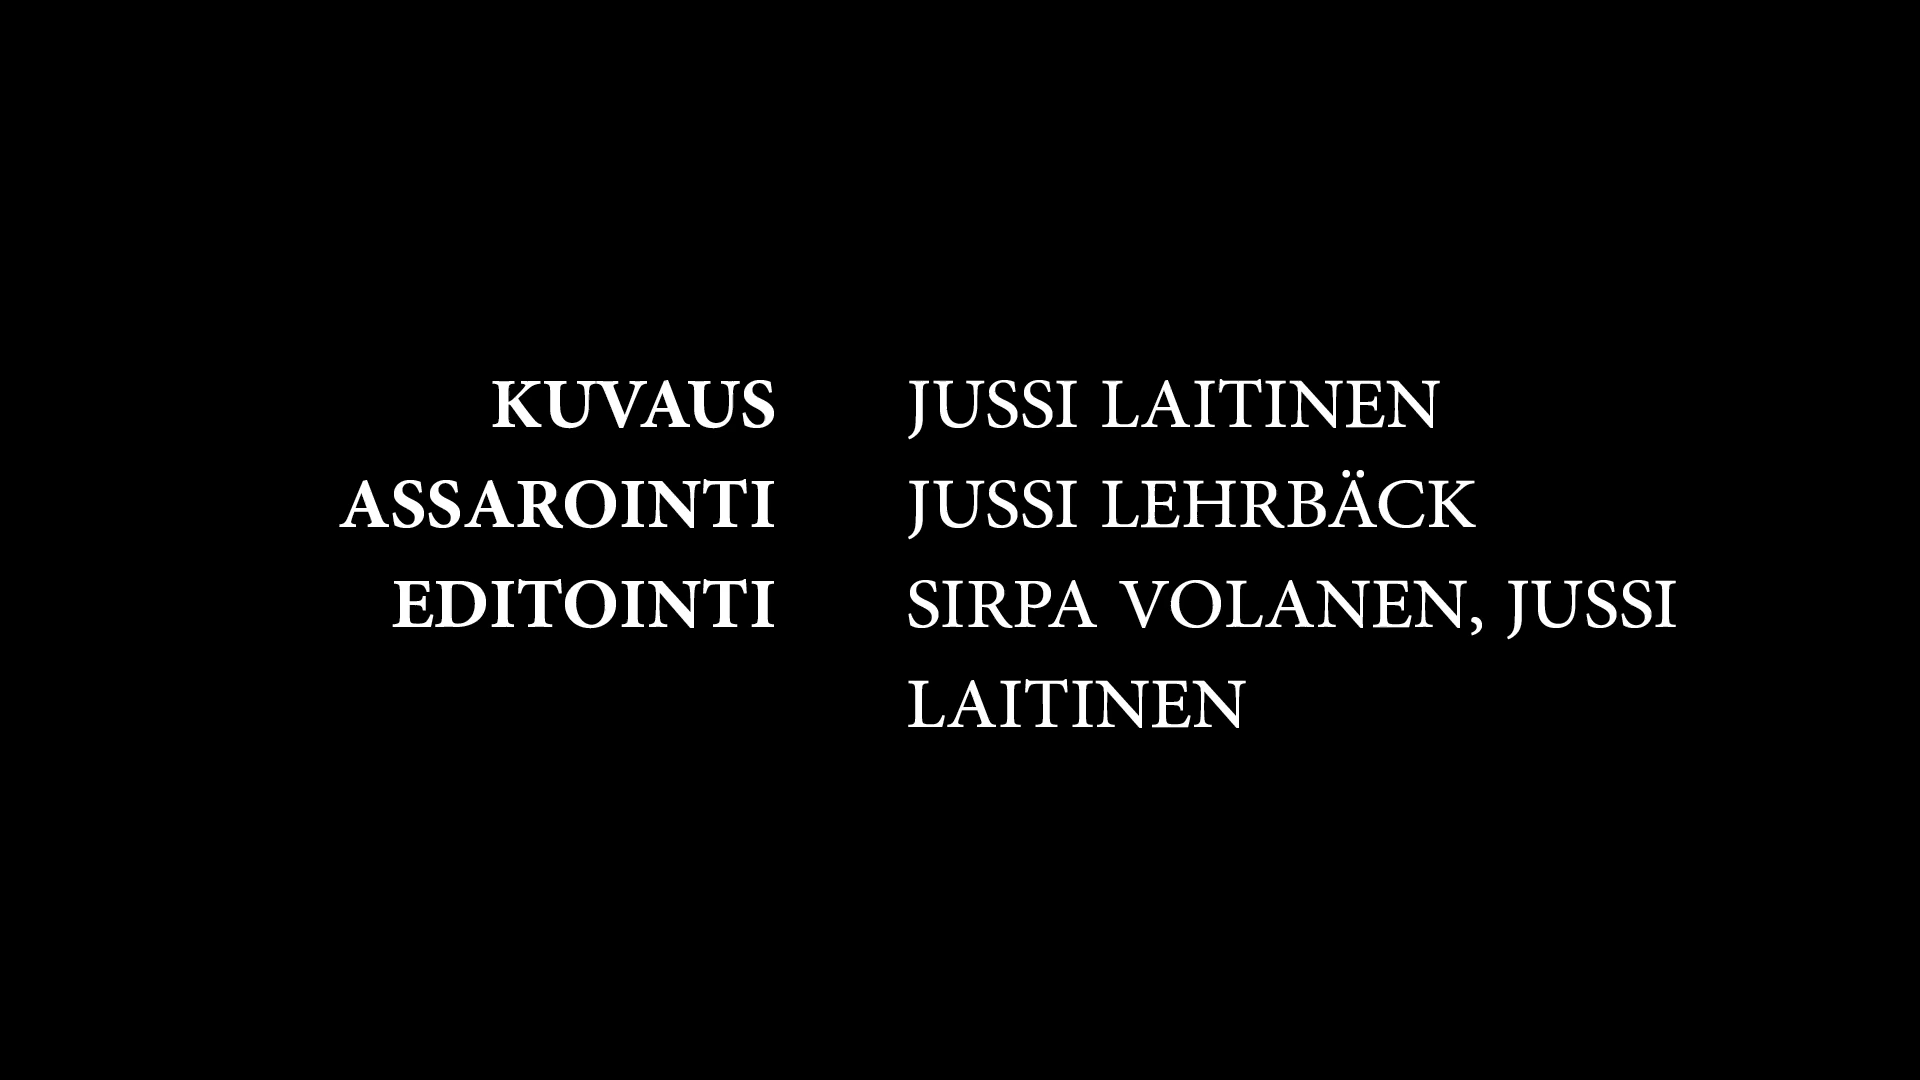 KUVAUS JUSSI LAITINEN
ASSAROINTI JUSSI LEHRBÄCK
EDITOINTI SIRPA VOLANEN, JUSSI
LAITINEN